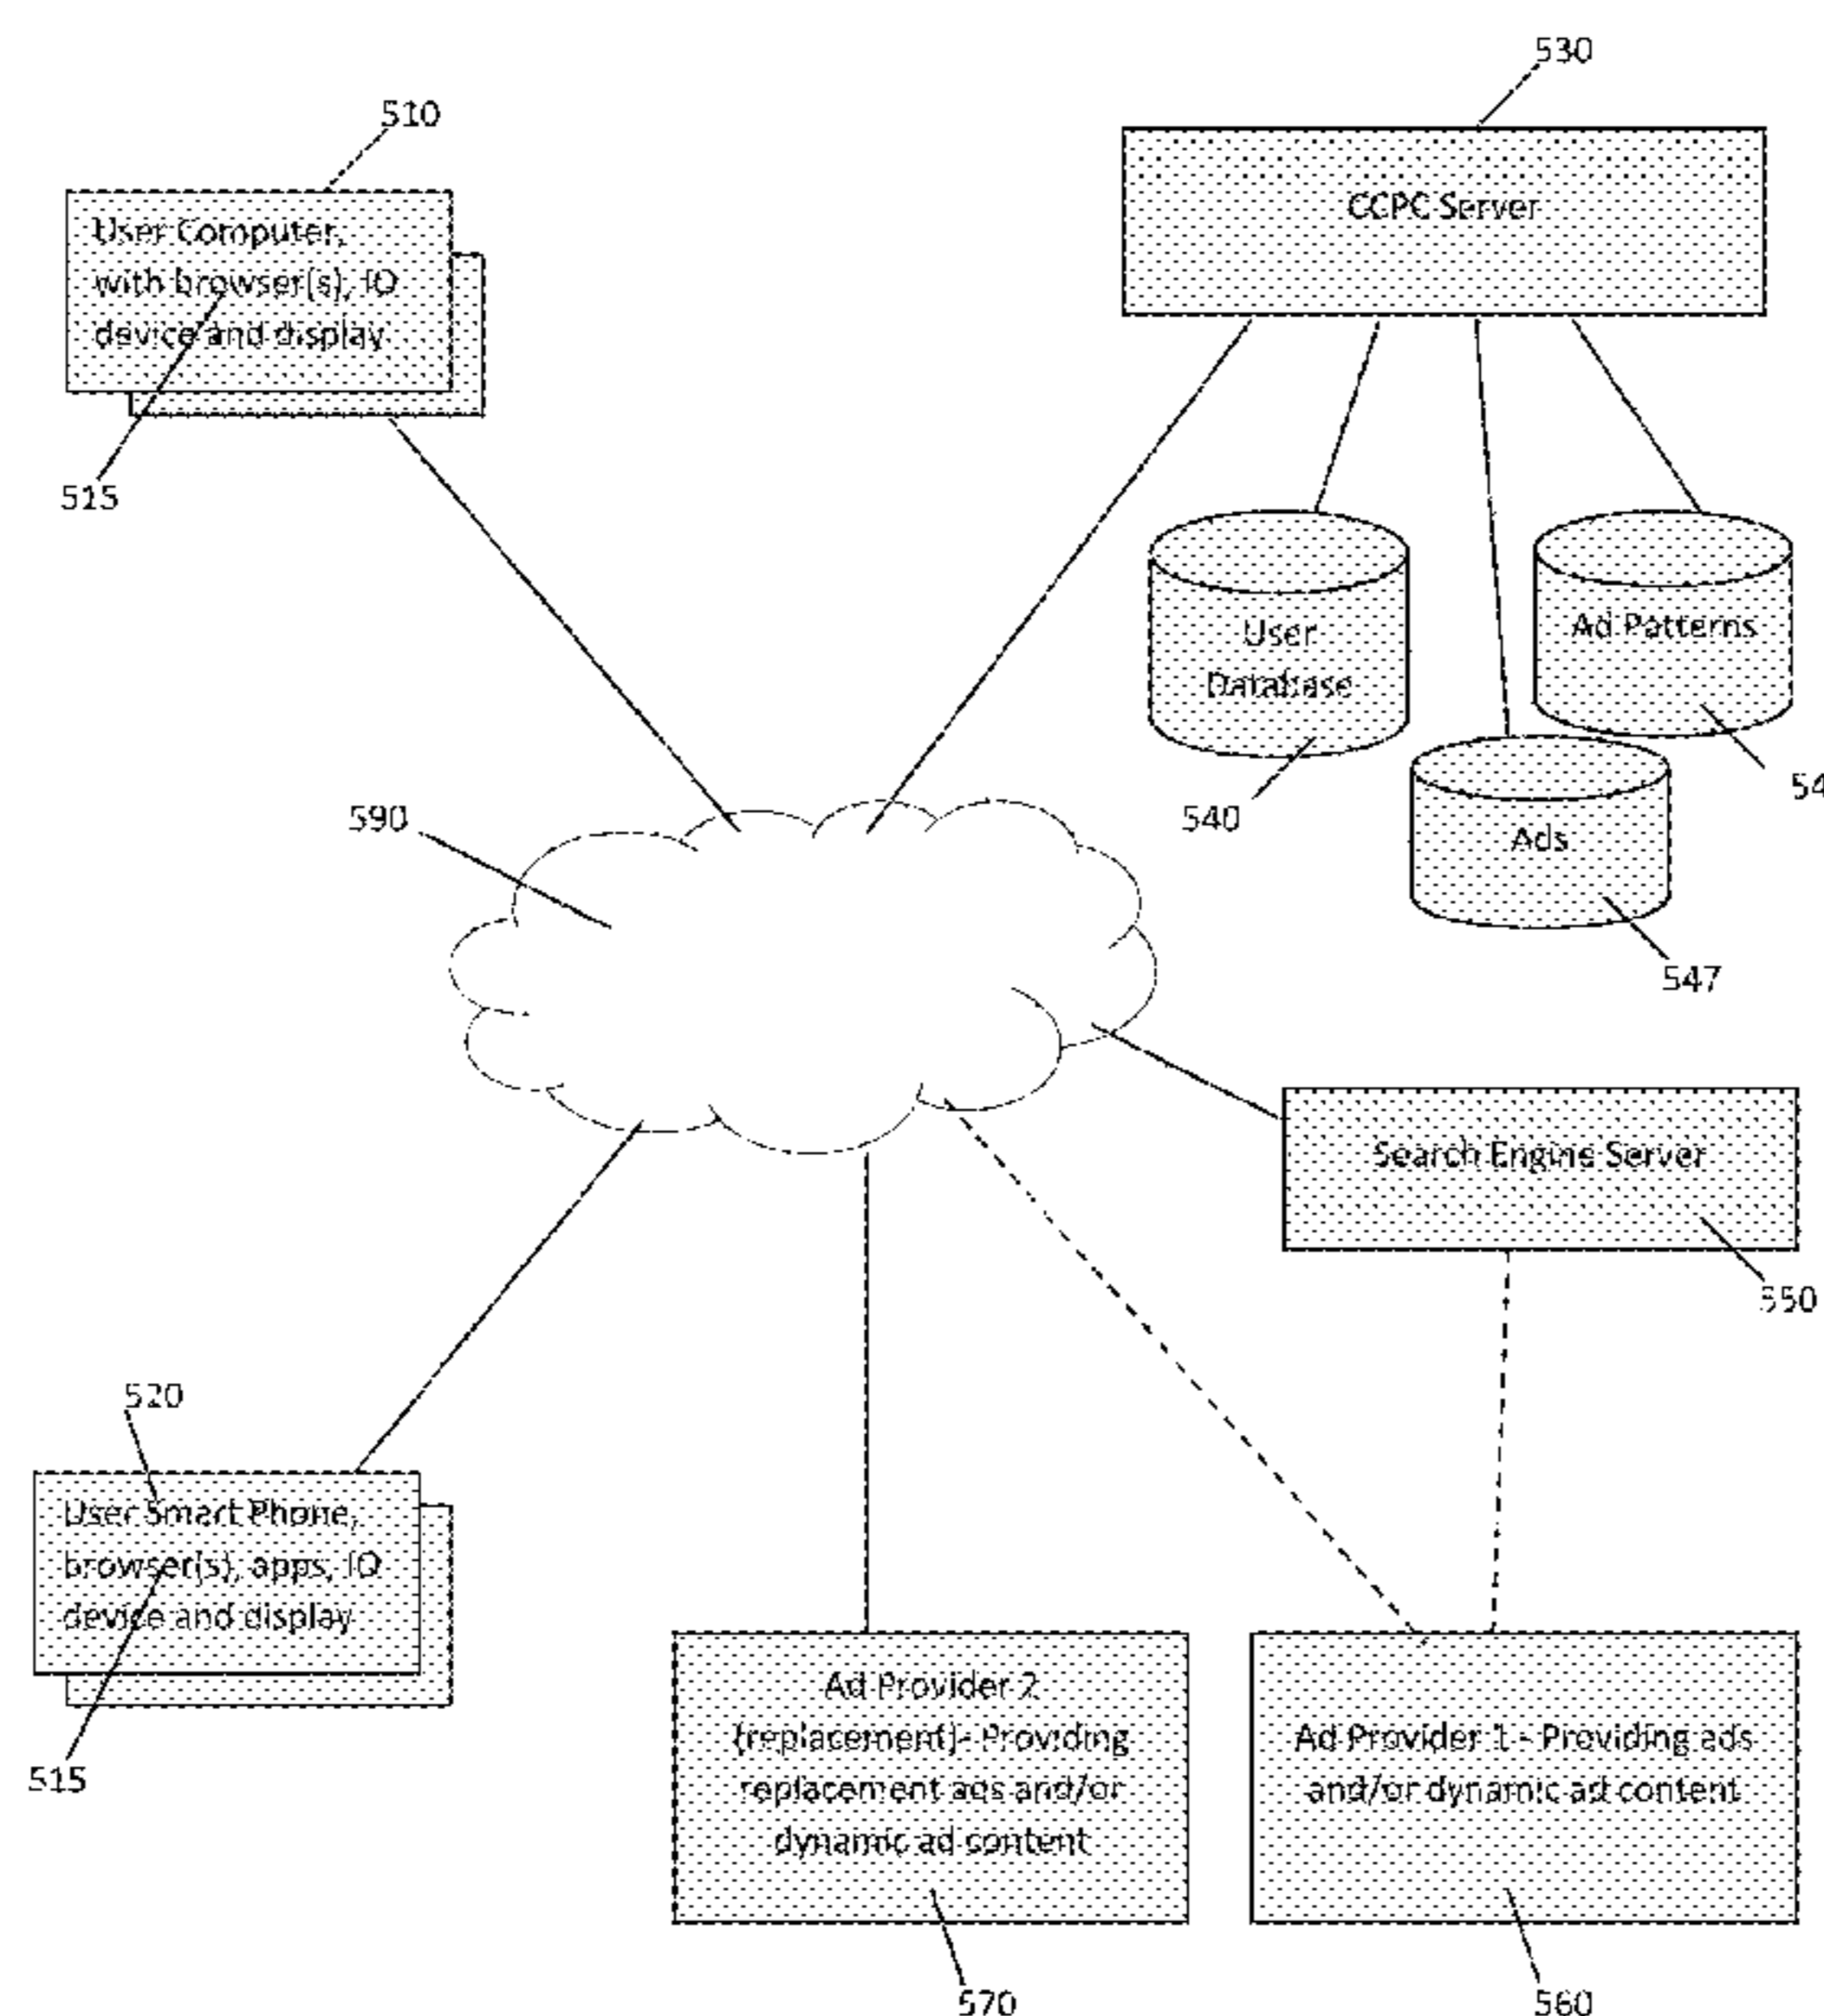 530
510
CCPC Server
User Computer,
with browser(s), IO
device and display
515
User
Database
Ad Patterns
540
54
590
Ads
547
Search Engine Server
550
520
User Smart Phone,
browser(s), apps, IO
device and display
515
Ad Provider 2
(replacement)- Providing
replacement ads and/or
dynamic ad content
Ad Provider 1 - Providing ads
and/or dynamic ad content
570
560